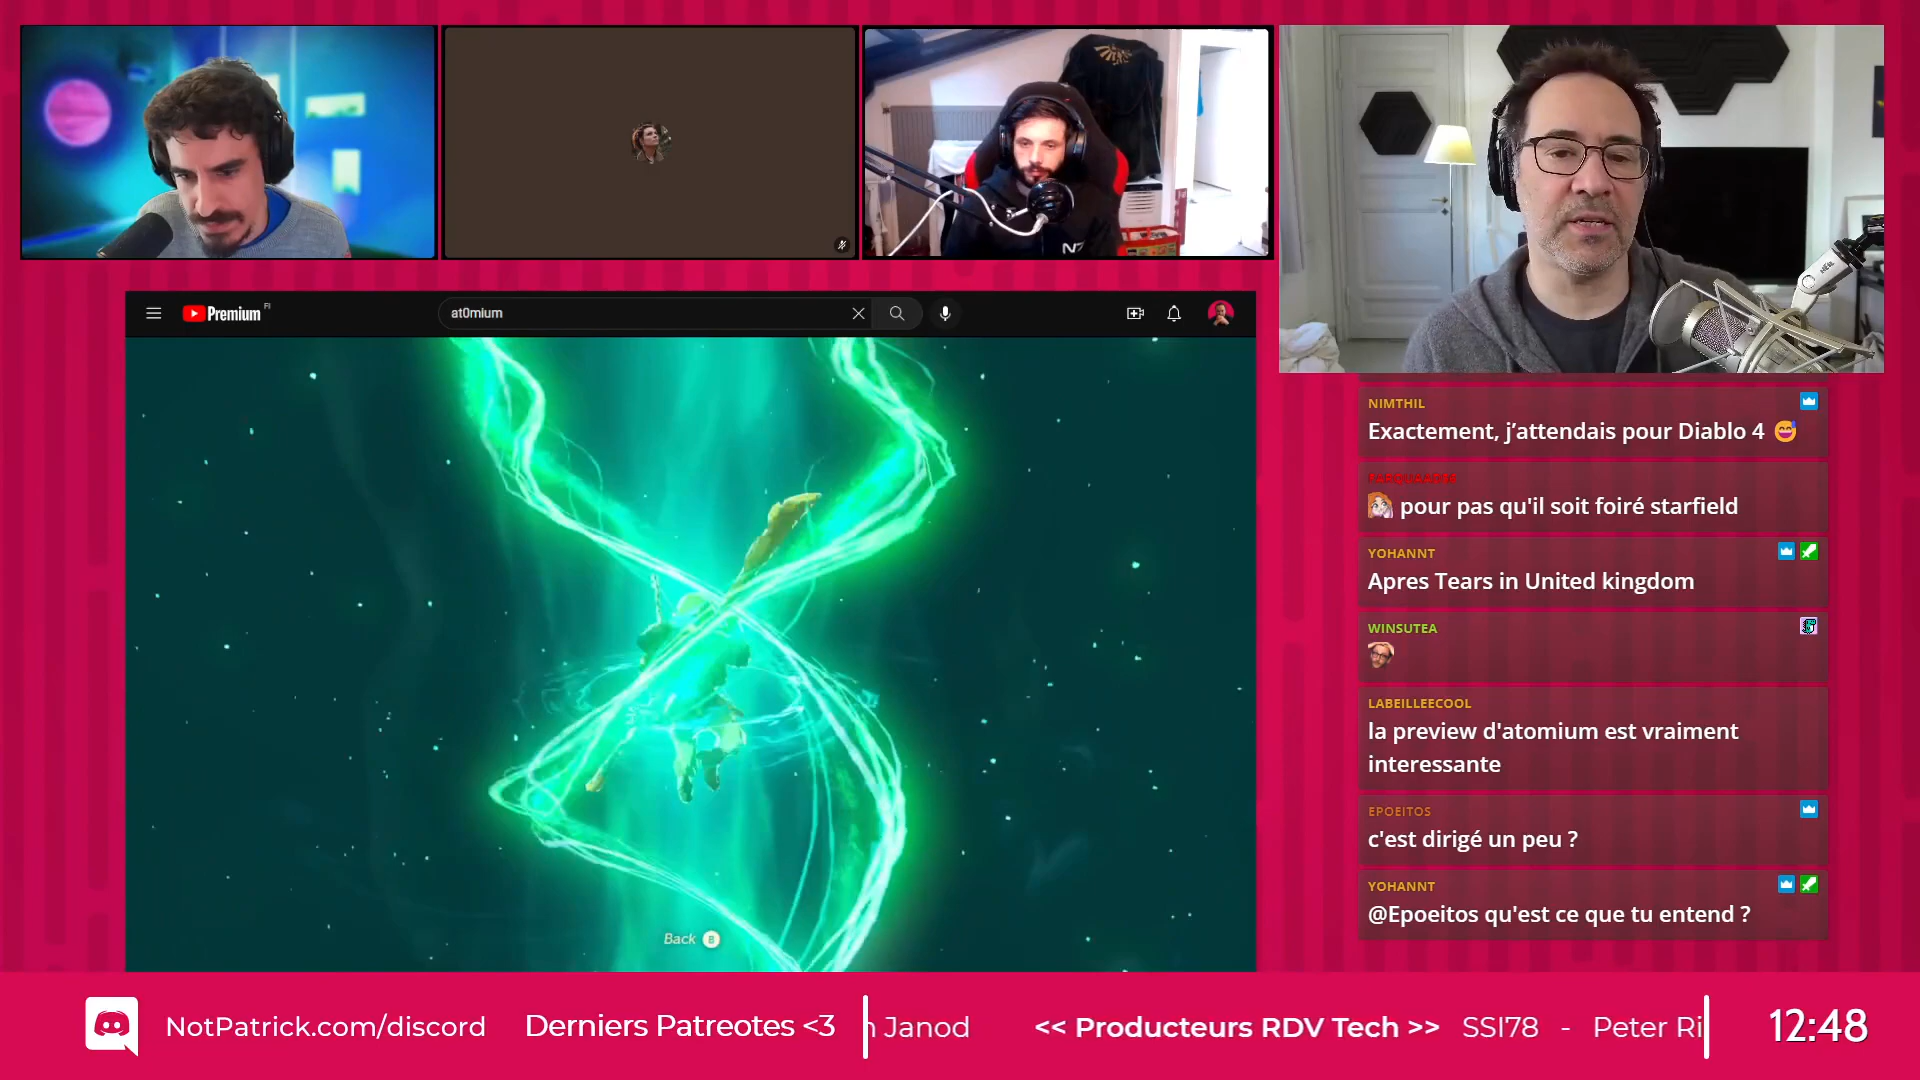 Premium FI
at0mium
Back B
NIMTHIL
Exactement, j'attendais pour Diablo 4
pour pas qu'il soit foiré starfield
YOHANNT
Apres Tears in United kingdom
WINSUTEA
LABEILLEECOOL
la preview d'atomium est vraiment
interessante
EPOEITOS
c'est dirigé un peu ?
YOHANNT
@Epoeitos qu'est ce que tu entend ?
NotPatrick.com/discord
Derniers Patreotes <3
Janod
<< Producteurs RDV Tech >> SSI78 - Peter Ri
12:48